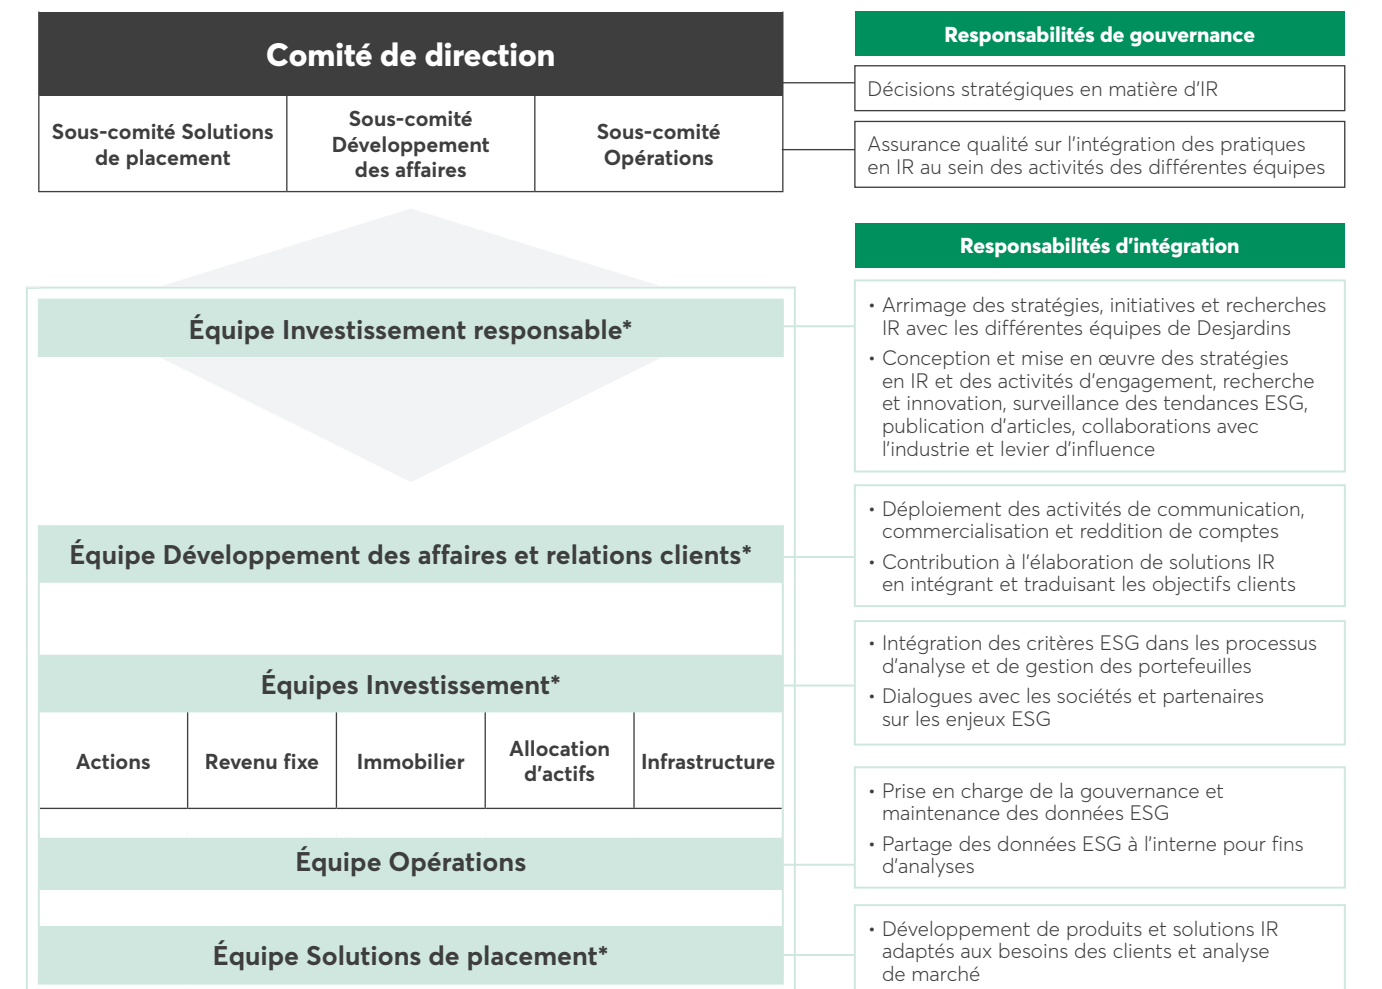 Comité de direction
Sous-comité Solutions
de placement
Sous-comité
Développement
des affaires
Sous-comité
Opérations
Responsabilités de gouvernance
Décisions stratégiques en matière d'IR
Assurance qualité sur l'intégration des pratiques
en IR au sein des activités des différentes équipes
Responsabilités d'intégration
Équipe Investissement responsable*
• Arrimage des stratégies, initiatives et recherches
IR avec les différentes équipes de Desjardins
• Conception et mise en œuvre des stratégies
en IR et des activités d'engagement, recherche
et innovation, surveillance des tendances ESG,
publication d'articles, collaborations avec
l'industrie et levier d'influence
Équipe Développement des affaires et relations clients*
• Déploiement des activités de communication,
commercialisation et reddition de comptes
• Contribution à l'élaboration de solutions IR
en intégrant et traduisant les objectifs clients
Équipes Investissement*
Actions
Revenu fixe
Immobilier
Allocation
d'actifs
Infrastructure
• Intégration des critères ESG dans les processus
d'analyse et de gestion des portefeuilles
• Dialogues avec les sociétés et partenaires
sur les enjeux ESG
Équipe Opérations
• Prise en charge de la gouvernance et
maintenance des données ESG
• Partage des données ESG à l'interne pour fins
d'analyses
Équipe Solutions de placement*
• Développement de produits et solutions IR
adaptés aux besoins des clients et analyse
de marché